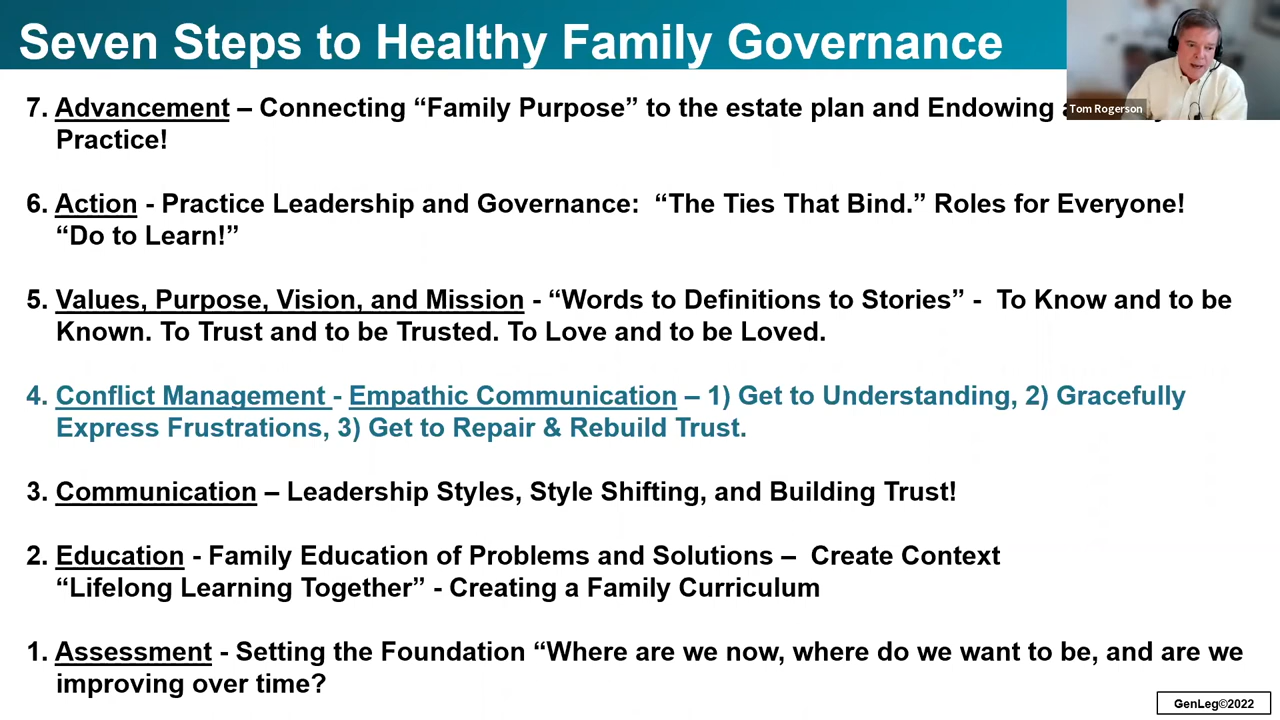 Seven Steps to Healthy Family Governance
Tom Rogerson
7. Advancement – Connecting “Family Purpose” to the estate plan and Endowing
Practice!
6. Action - Practice Leadership and Governance:  “The Ties That Bind.” Roles for Everyone!
“Do to Learn!”
5. Values, Purpose, Vision, and Mission - “Words to Definitions to Stories” -  To Know and to be
Known. To Trust and to be Trusted. To Love and to be Loved.
4. Conflict Management - Empathic Communication – 1) Get to Understanding, 2) Gracefully
Express Frustrations, 3) Get to Repair & Rebuild Trust.
3. Communication – Leadership Styles, Style Shifting, and Building Trust!
2. Education - Family Education of Problems and Solutions –  Create Context
“Lifelong Learning Together” - Creating a Family Curriculum
1. Assessment - Setting the Foundation “Where are we now, where do we want to be, and are we
improving over time?
GenLeg©2022